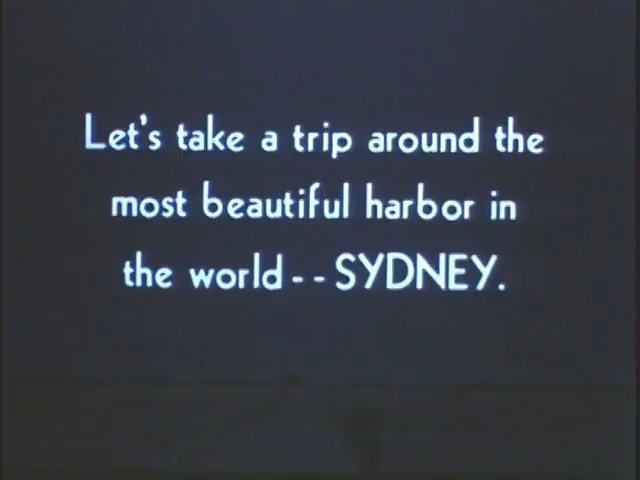 Let's take a trip around the
most beautiful harbor in
the world -- SYDNEY.